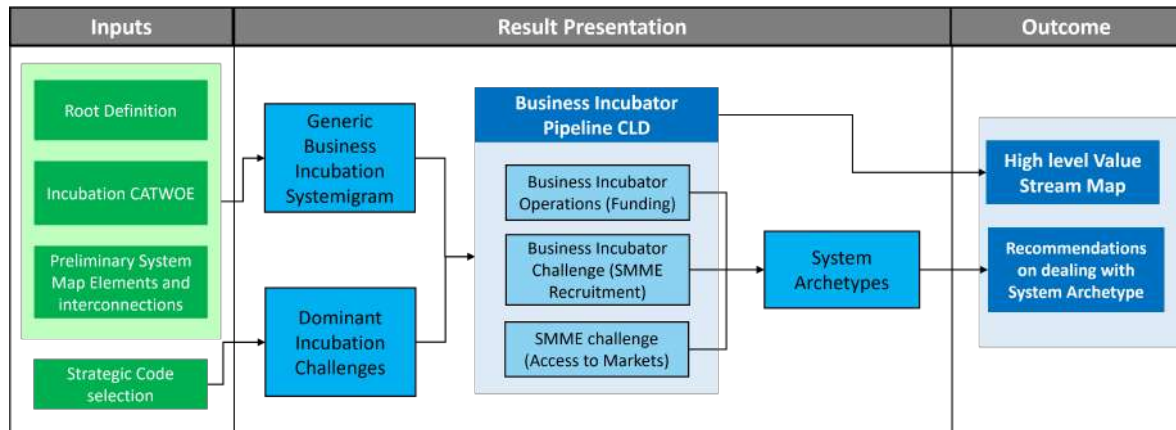 Inputs
Result Presentation
Outcome
Root Definition
Incubation CATWOE
Preliminary System
Map Elements and
interconnections
Strategic Code
selection
Generic
Business
Incubation
Systemigram
Dominant
Incubation
Challenges
Business Incubator
Pipeline CLD
Business Incubator
Operations (Funding)
Business Incubator
Challenge (SMME
Recruitment)
SMME challenge
(Access to Markets)
System
Archetypes
High level Value
Stream Map
Recommendations
on dealing with
System Archetype